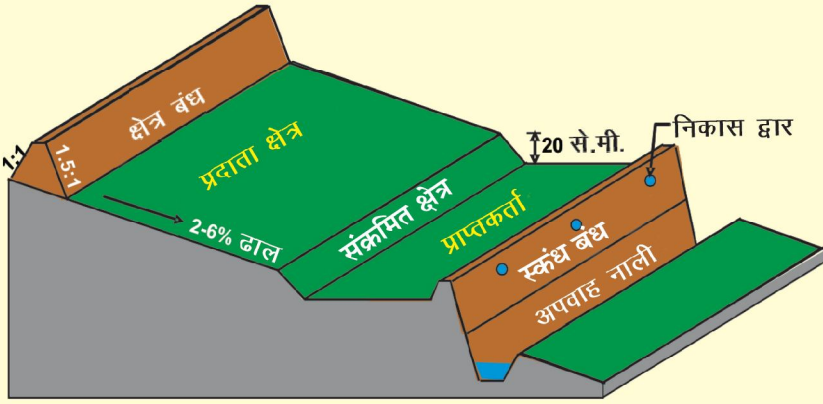 क्षेत्र बंध
1:1
1.5:1
प्रदाता क्षेत्र
2-6% ढाल
संक्रमित क्षेत्र
20 से.मी.
निकास द्वार
प्राप्तकर्ता
स्कंध बंध
अपवाह नाली